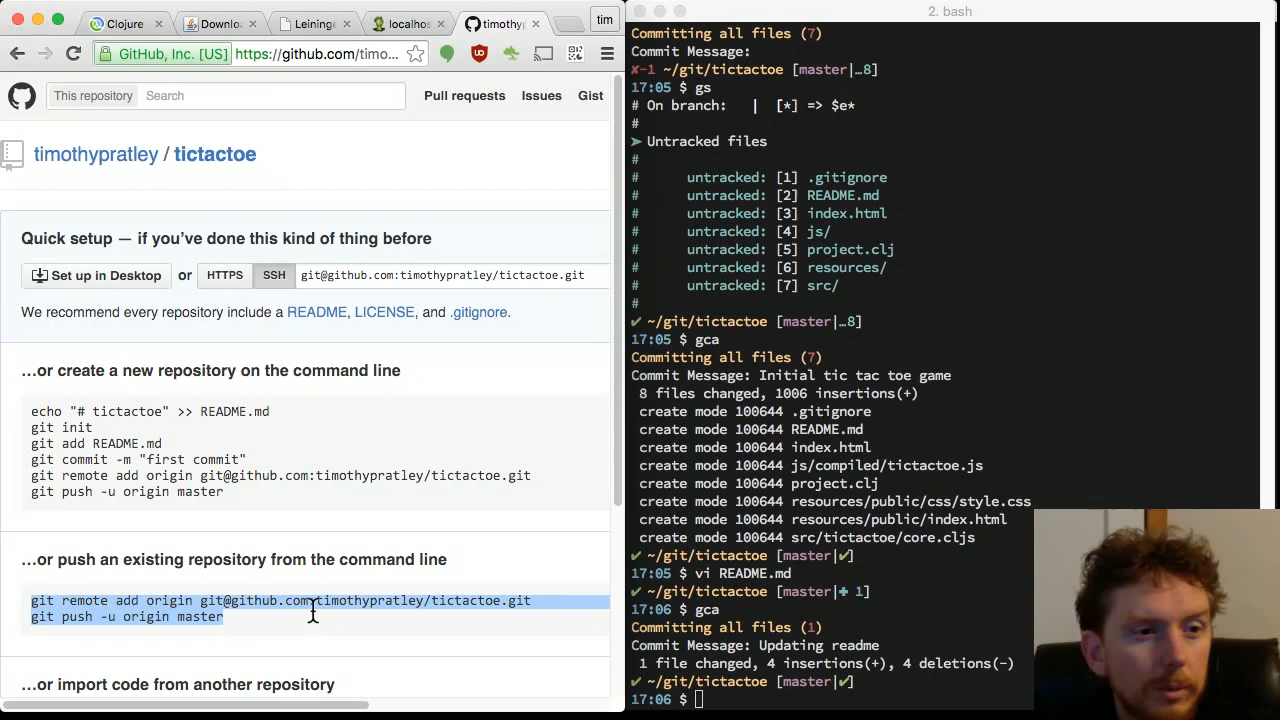 Clojure
Downlo
Leininge
localhos
timothyp
tim
GitHub, Inc. [US]
https://github.com/timo...
This repository
Search
Pull requests
Issues
Gist
timothypratley / tictactoe
Quick setup — if you've done this kind of thing before
Set up in Desktop
or
HTTPS
SSH
git@github.com:timothypratley/tictactoe.git
We recommend every repository include a README, LICENSE, and .gitignore.
…or create a new repository on the command line
echo "# tictactoe" >> README.md
git init
git add README.md
git commit -m "first commit"
git remote add origin git@github.com:timothypratley/tictactoe.git
git push -u origin master
…or push an existing repository from the command line
git remote add origin git@github.com:timothypratley/tictactoe.git
git push -u origin master
…or import code from another repository
2. bash
Committing all files (7)
Commit Message:
✘-1 ~/git/tictactoe [master|…8]
17:05 $ gs
# On branch:   |  [*] => $e*
#
➤ Untracked files
#
#      untracked: [1] .gitignore
#      untracked: [2] README.md
#      untracked: [3] index.html
#      untracked: [4] js/
#      untracked: [5] project.clj
#      untracked: [6] resources/
#      untracked: [7] src/
#
✔ ~/git/tictactoe [master|…8]
17:05 $ gca
Committing all files (7)
Commit Message: Initial tic tac toe game
8 files changed, 1006 insertions(+)
create mode 100644 .gitignore
create mode 100644 README.md
create mode 100644 index.html
create mode 100644 js/compiled/tictactoe.js
create mode 100644 project.clj
create mode 100644 resources/public/css/style.css
create mode 100644 resources/public/index.html
create mode 100644 src/tictactoe/core.cljs
✔ ~/git/tictactoe [master|✔]
17:05 $ vi README.md
✔ ~/git/tictactoe [master|✚ 1]
17:06 $ gca
Committing all files (1)
Commit Message: Updating readme
1 file changed, 4 insertions(+), 4 deletions(-)
✔ ~/git/tictactoe [master|✔]
17:06 $